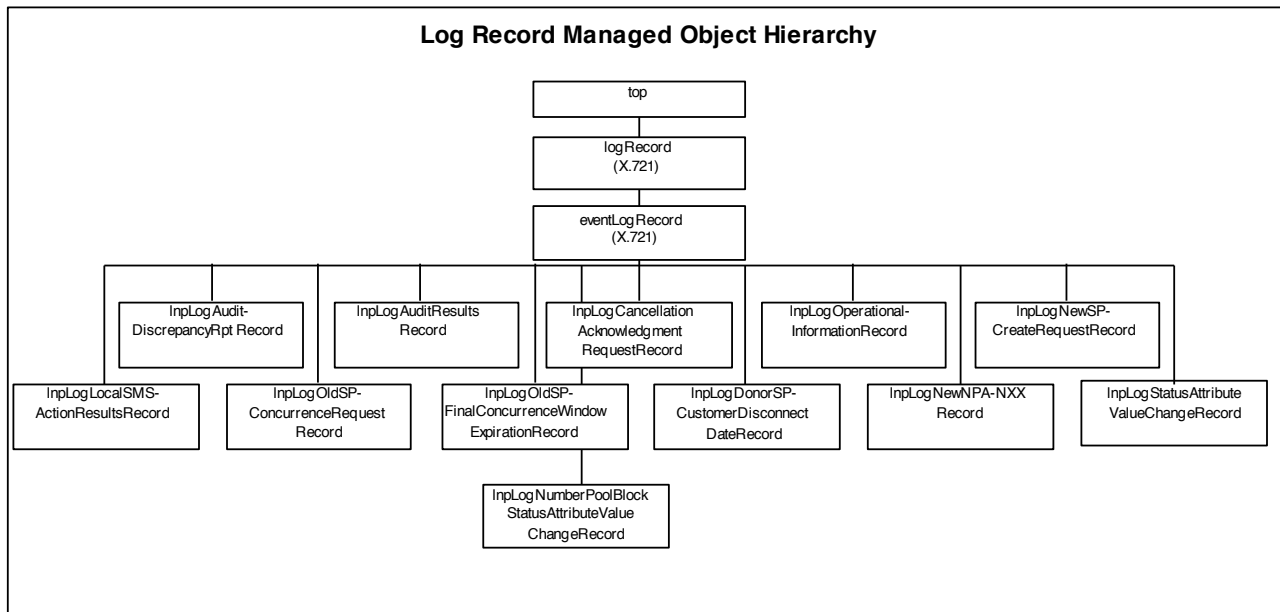 Log Record Managed Object Hierarchy
top
logRecord
(X.721)
eventLogRecord
(X.721)
lnpLogAudit-
DiscrepancyRpt Record
lnpLogAuditResults
Record
lnpLogCancellation
Acknowledgment
RequestRecord
lnpLogOperational-
InformationRecord
lnpLogNewSP-
CreateRequestRecord
lnpLogLocalSMS-
ActionResultsRecord
lnpLogOldSP-
ConcurrenceRequest
Record
lnpLogOldSP-
FinalConcurrenceWindow
ExpirationRecord
lnpLogDonorSP-
CustomerDisconnect
DateRecord
lnpLogNewNPA-NXX
Record
lnpLogStatusAttribute
ValueChangeRecord
lnpLogNumberPoolBlock
StatusAttributeValue
ChangeRecord